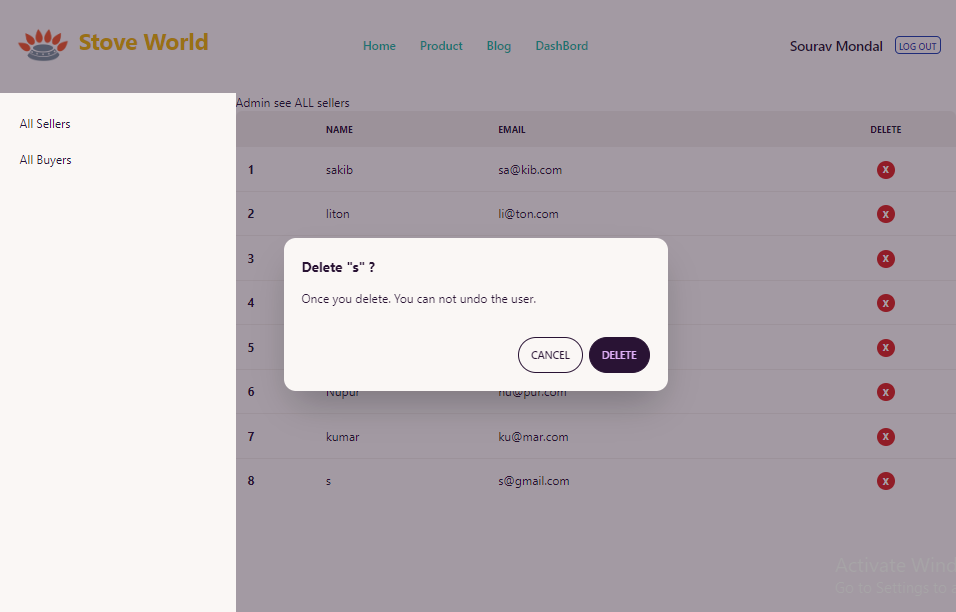 Stove World
Home Product Blog DashBord
Sourav Mondal LOG OUT
All Sellers
All Buyers
Admin see ALL sellers
NAME EMAIL DELETE
1 sakib sa@kib.com X
2 liton li@ton.com X
3 X
4 X
5 X
6 Nupur nu@pur.com X
7 kumar ku@mar.com X
8 s s@gmail.com X
Delete "s" ?
Once you delete. You can not undo the user.
CANCEL DELETE
Activate Wind
Go to Settings to